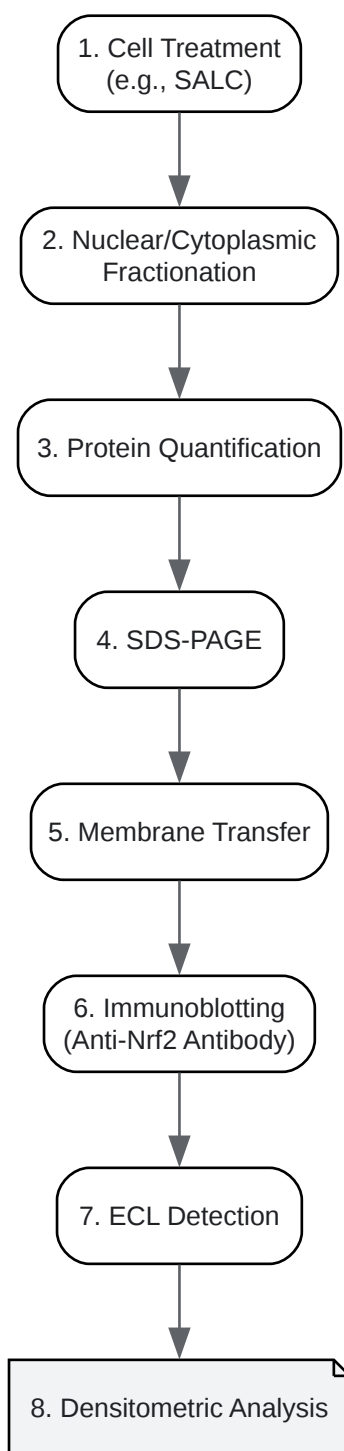 1. Cell Treatment
(e.g., SALC)
2. Nuclear/Cytoplasmic
Fractionation
3. Protein Quantification
4. SDS-PAGE
5. Membrane Transfer
6. Immunoblotting
(Anti-Nrf2 Antibody)
7. ECL Detection
8. Densitometric Analysis